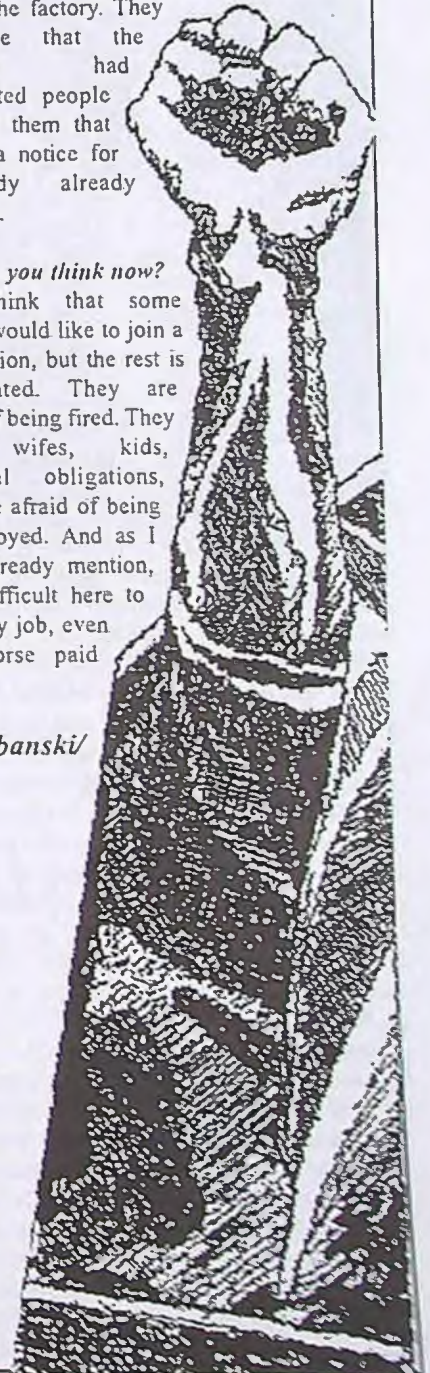 he factory. They
e that the
had
ted people
them that
a notice for
dy already
you think now?
hink that some
would like to join a
ion, but the rest is
ted. They are
f being fired. They
wifes, kids,
l obligations,
e afraid of being
oyed. And as I
ready mention,
fficult here to
y job, even
orse paid
banski/